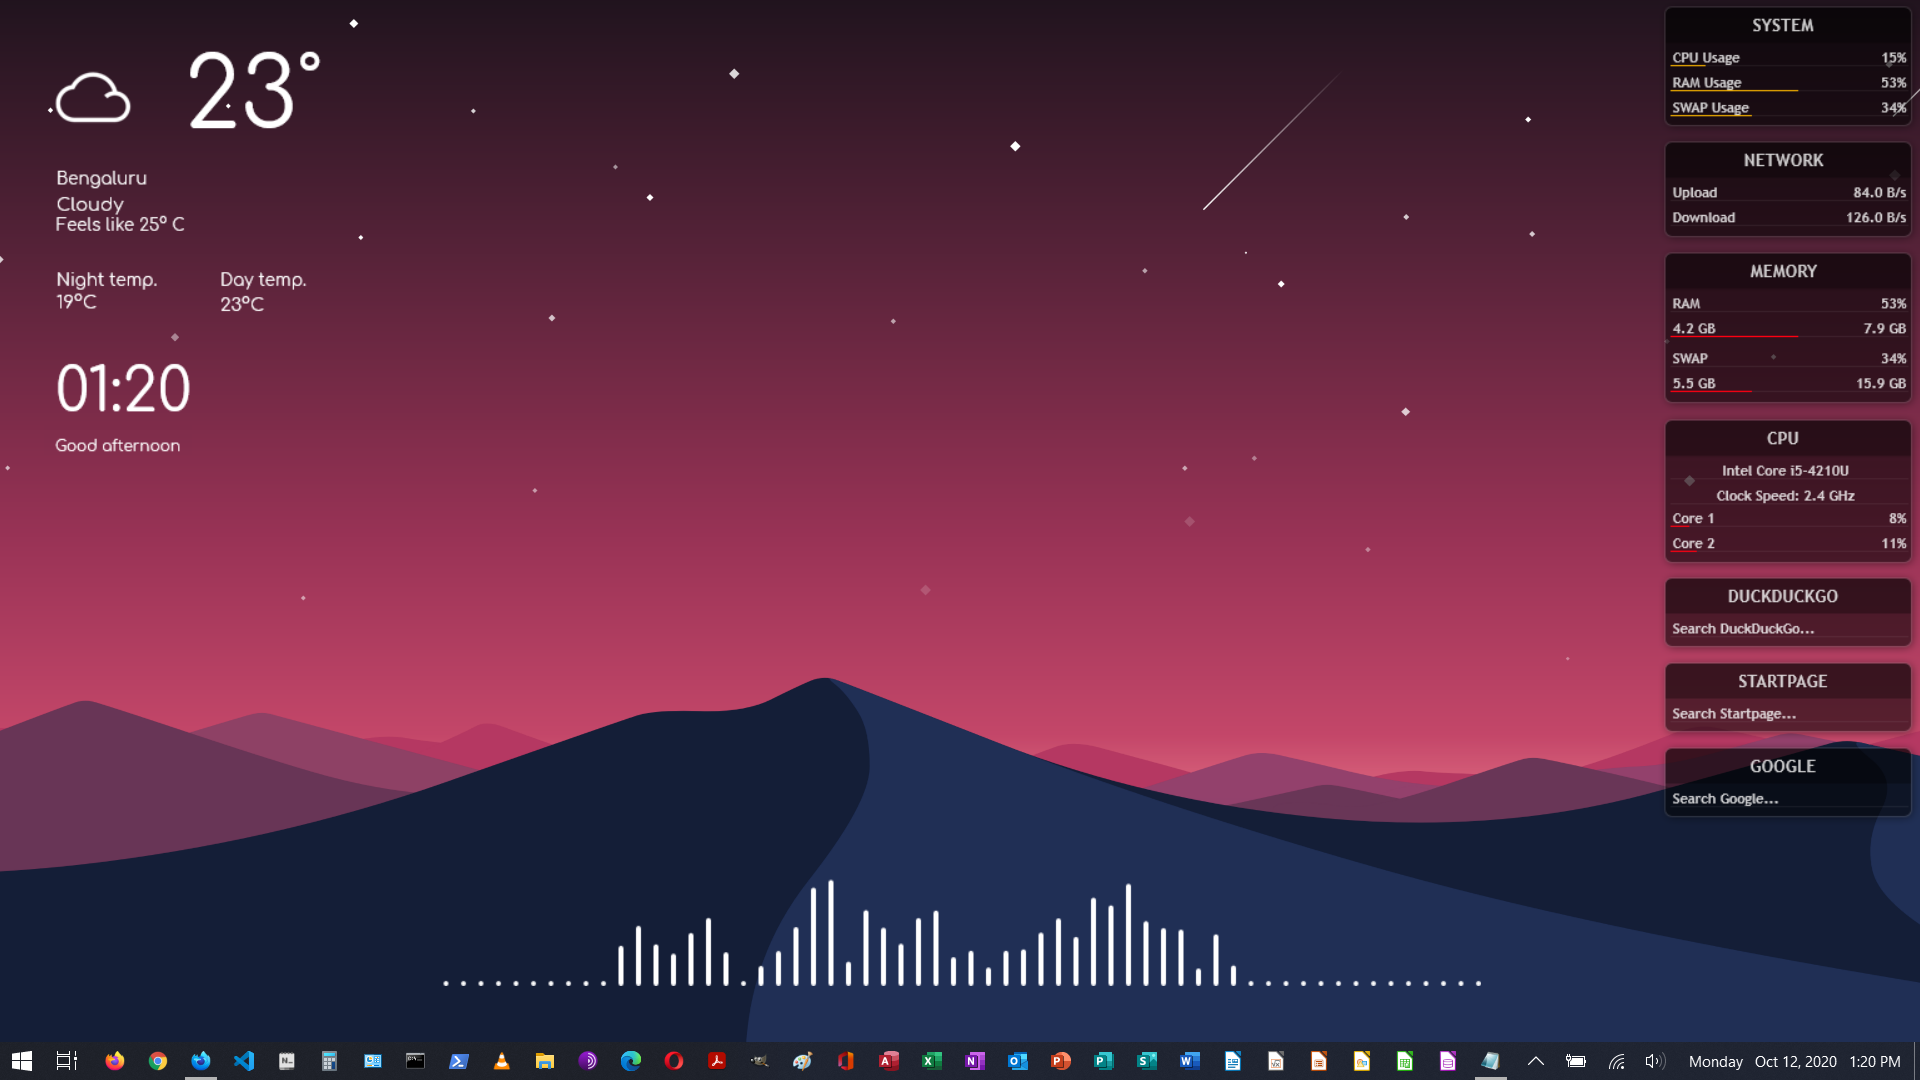 23°
Bengaluru
Cloudy
Feels like 25° C
Night temp.
19°C
Day temp.
23°C
01:20
Good afternoon
SYSTEM
CPU Usage 15%
RAM Usage 53%
SWAP Usage 34%
NETWORK
Upload 84.0 B/s
Download 126.0 B/s
MEMORY
RAM 53%
4.2 GB 7.9 GB
SWAP 34%
5.5 GB 15.9 GB
CPU
Intel Core i5-4210U
Clock Speed: 2.4 GHz
Core 1 8%
Core 2 11%
DUCKDUCKGO
Search DuckDuckGo...
STARTPAGE
Search Startpage...
GOOGLE
Search Google...
Monday Oct 12, 2020 1:20 PM